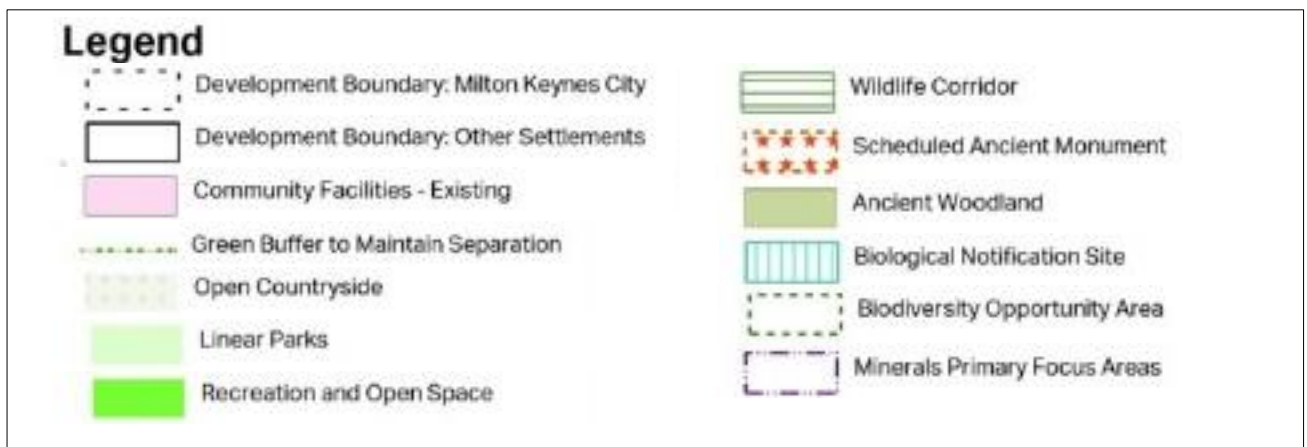 Legend
Development Boundary: Milton Keynes City
Development Boundary: Other Settlements
Community Facilities - Existing
Green Buffer to Maintain Separation
Open Countryside
Linear Parks
Recreation and Open Space
Wildlife Corridor
Scheduled Ancient Monument
Ancient Woodland
Biological Notification Site
Biodiversity Opportunity Area
Minerals Primary Focus Areas